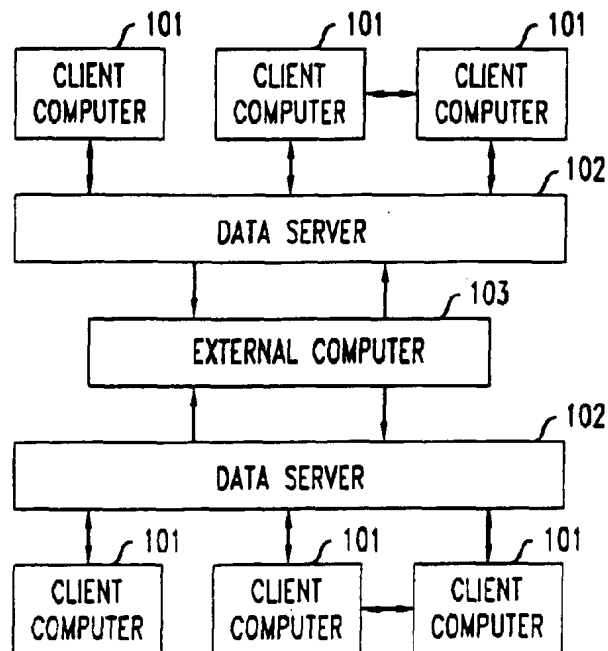 101 101 101
CLIENT COMPUTER CLIENT COMPUTER CLIENT COMPUTER
102
DATA SERVER
103
EXTERNAL COMPUTER
102
DATA SERVER
101 101 101
CLIENT COMPUTER CLIENT COMPUTER CLIENT COMPUTER